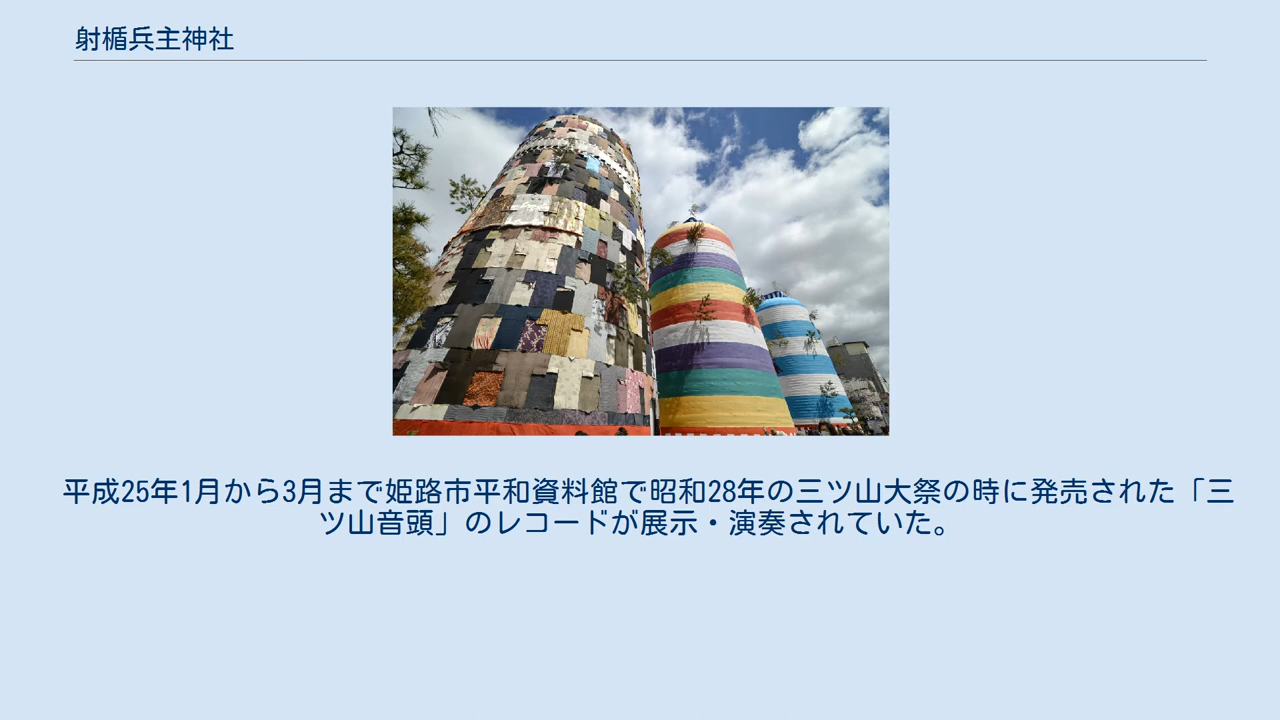 射楯兵主神社
平成25年1月から3月まで姫路市平和資料館で昭和28年の三ツ山大祭の時に発売された「三
ツ山音頭」のレコードが展示・演奏されていた。